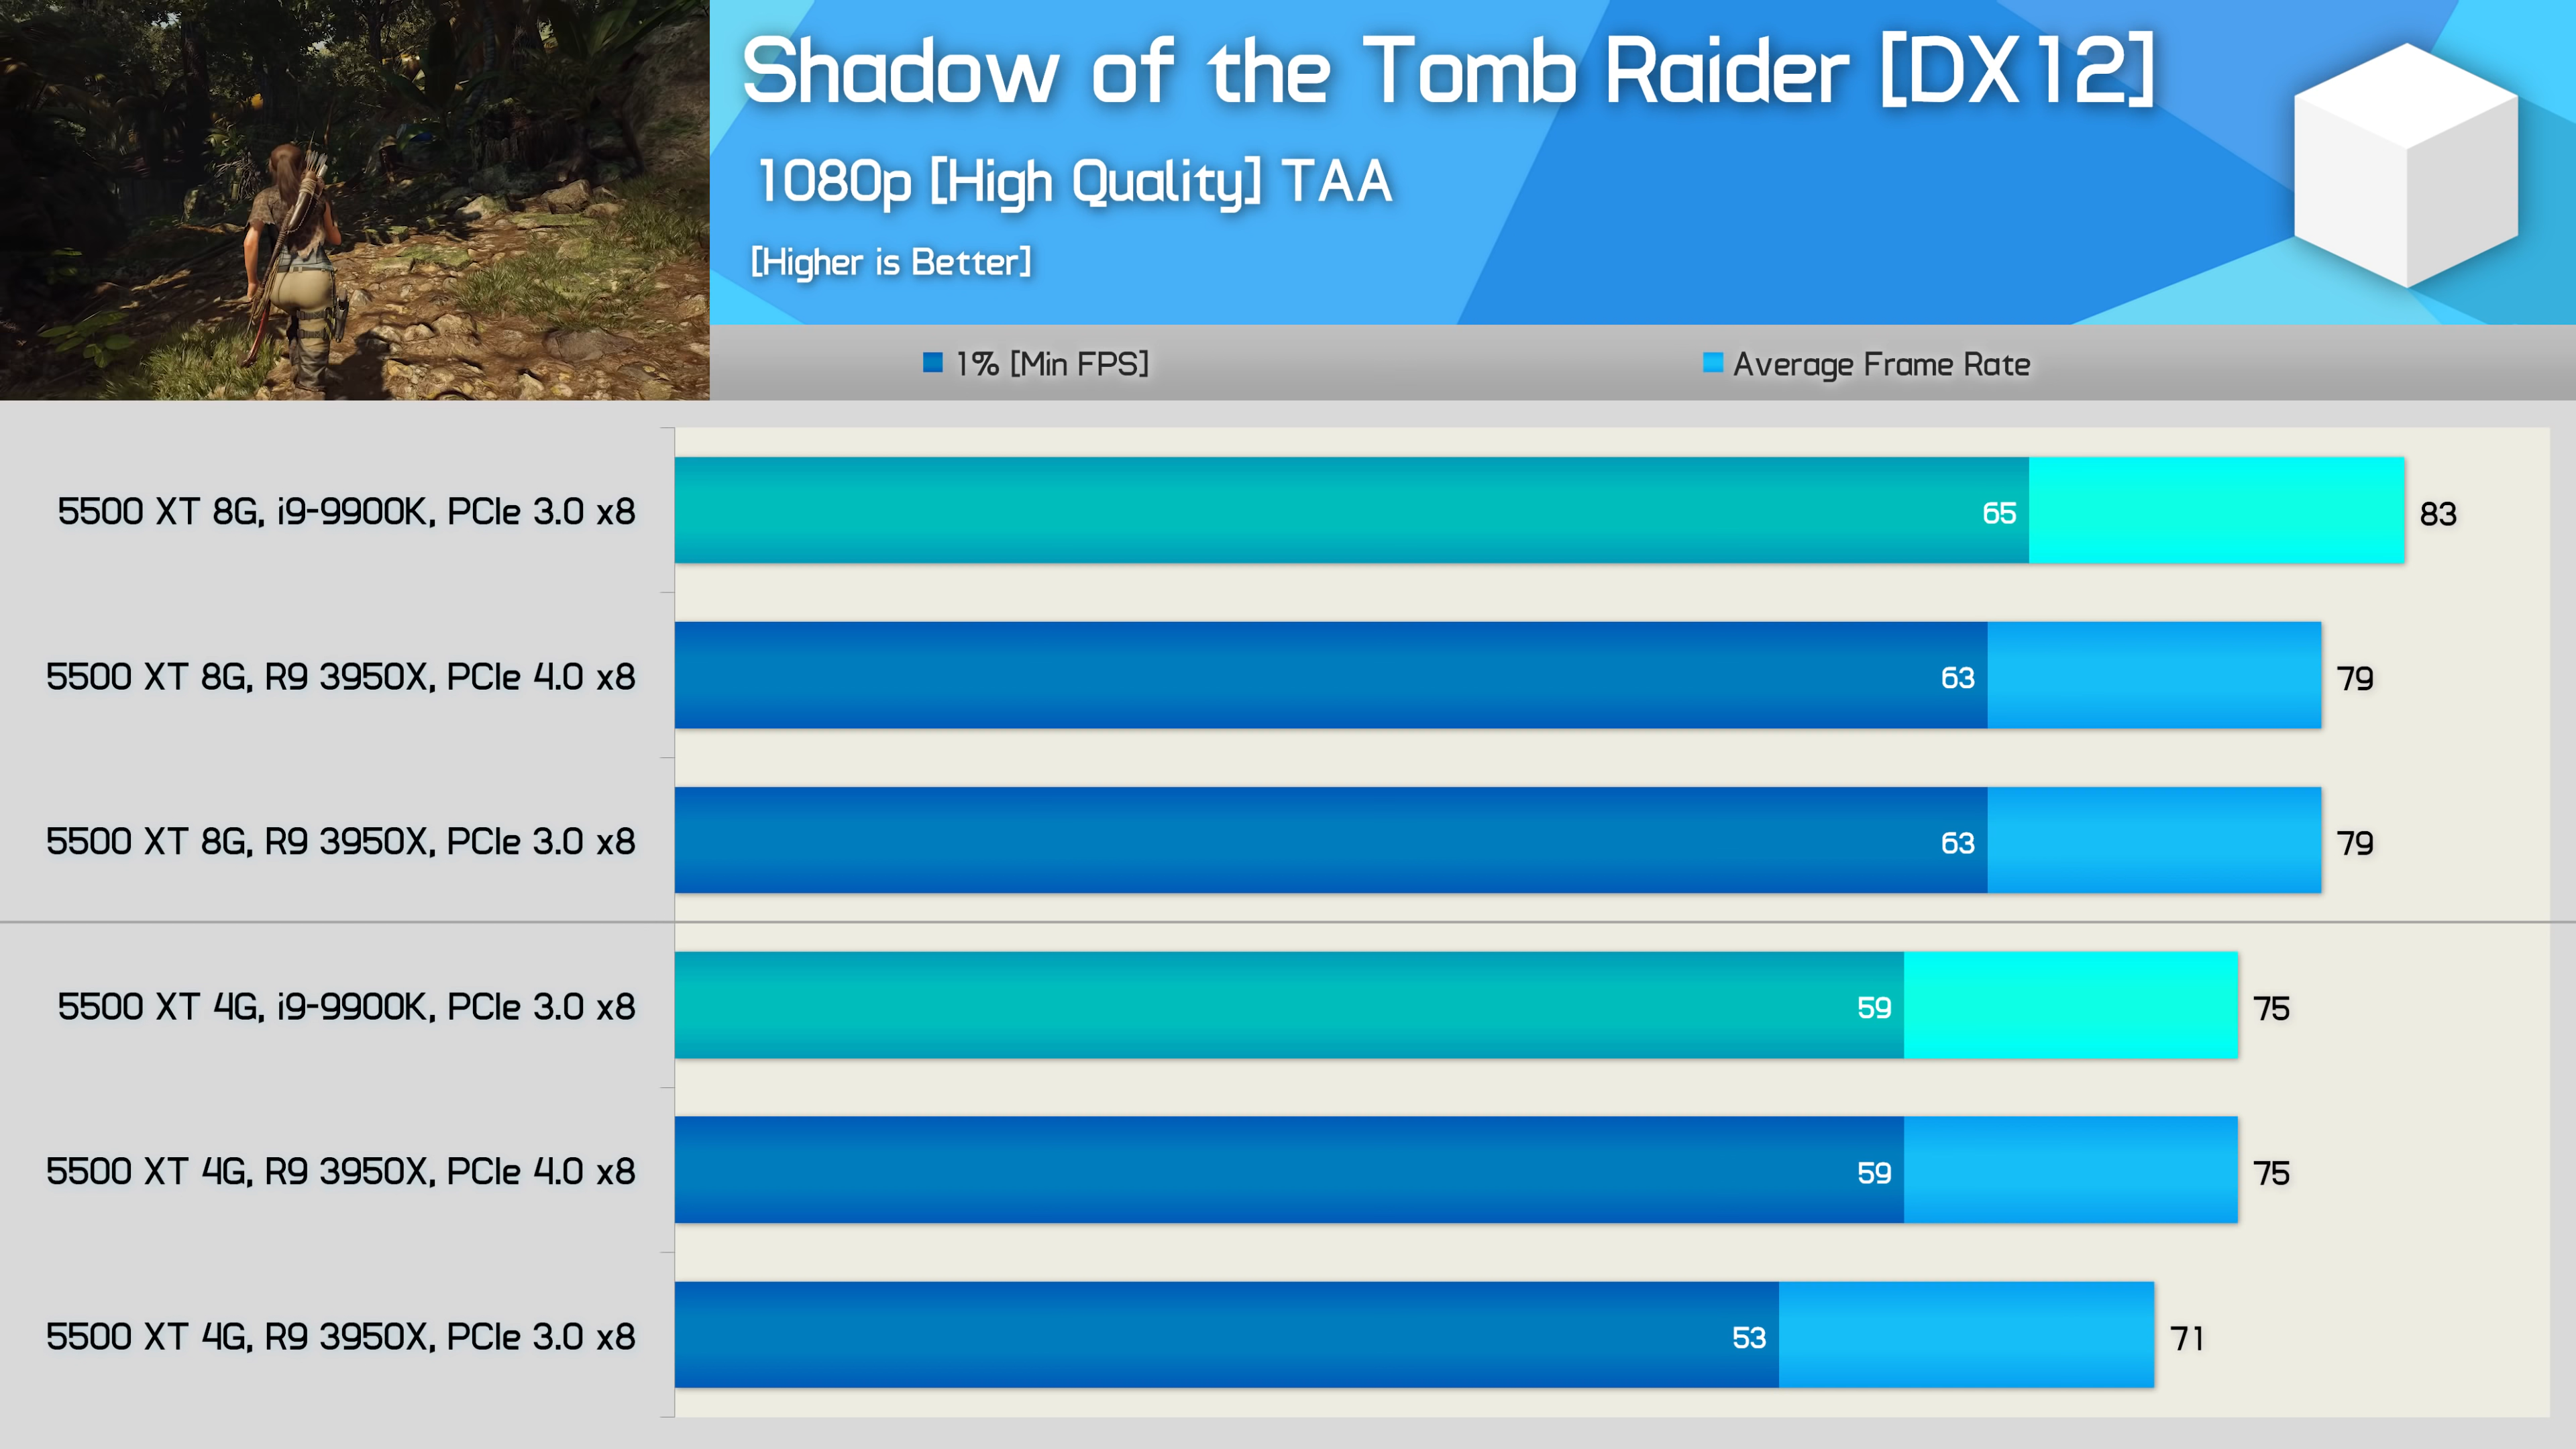 Shadow of the Tomb Raider [DX12]
1080p [High Quality] TAA
[Higher is Better]
1% [Min FPS]
Average Frame Rate
5500 XT 8G, i9-9900K, PCIe 3.0 x8
65
83
5500 XT 8G, R9 3950X, PCIe 4.0 x8
63
79
5500 XT 8G, R9 3950X, PCIe 3.0 x8
63
79
5500 XT 4G, i9-9900K, PCIe 3.0 x8
59
75
5500 XT 4G, R9 3950X, PCIe 4.0 x8
59
75
5500 XT 4G, R9 3950X, PCIe 3.0 x8
53
71